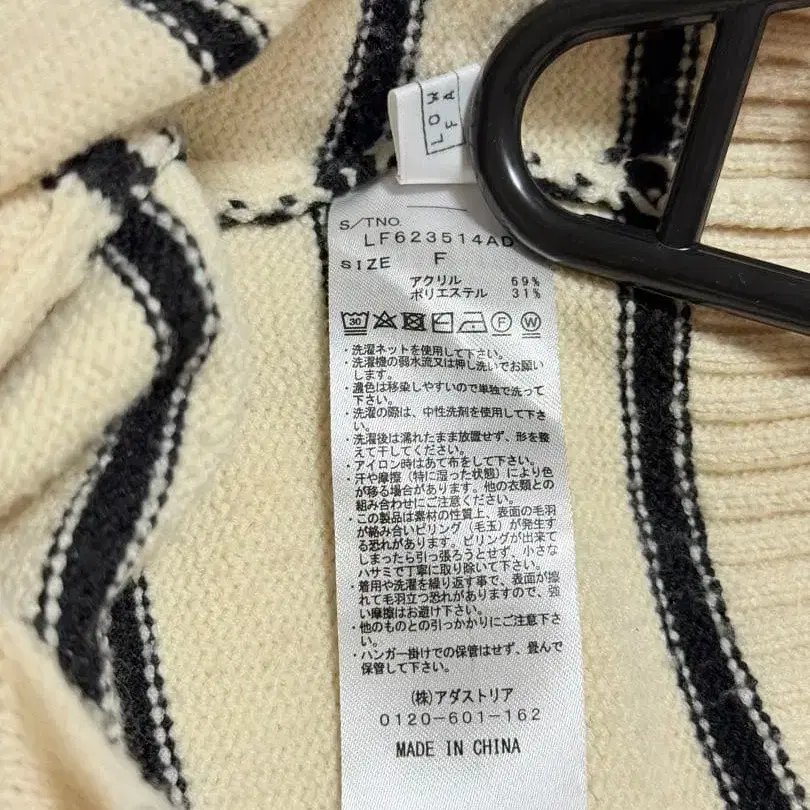 LOW
FA
S/TNO
LF623514AD
SIZE F
アクリル 69%
ポリエステル 31%
30
W
・洗濯ネットを使用して下さい。
・洗濯機の弱水流又は押し洗いでお願い
します。
・濃色は移染しやすいので単独で洗って
下さい。
・洗濯の際は、中性洗剤を使用して下さ
い。
・洗濯後は濡れたまま放置せず、形を整
えて干してください。
・アイロン時はあて布をして下さい。
・汗や摩擦（特に湿った状態）により色
が移る場合があります。他の衣類との
組み合わせにご注意ください。
・この製品は素材の性質上、表面の毛羽
が絡み合いピリング（毛玉）が発生す
る恐れがあります。ピリングが出来て
しまったら引っ張ろうとせず、小さな
ハサミで丁寧に取り除いて下さい。
・着用や洗濯を繰り返す事で、表面が擦
れて毛羽立つ恐れがありますので、強
い摩擦はお避け下さい。
・他のものとの引っかかりにご注意下さ
い。
・ハンガー掛けでの保管はせず、畳んで
保管して下さい。
(株)アダストリア
0120-601-162
MADE IN CHINA